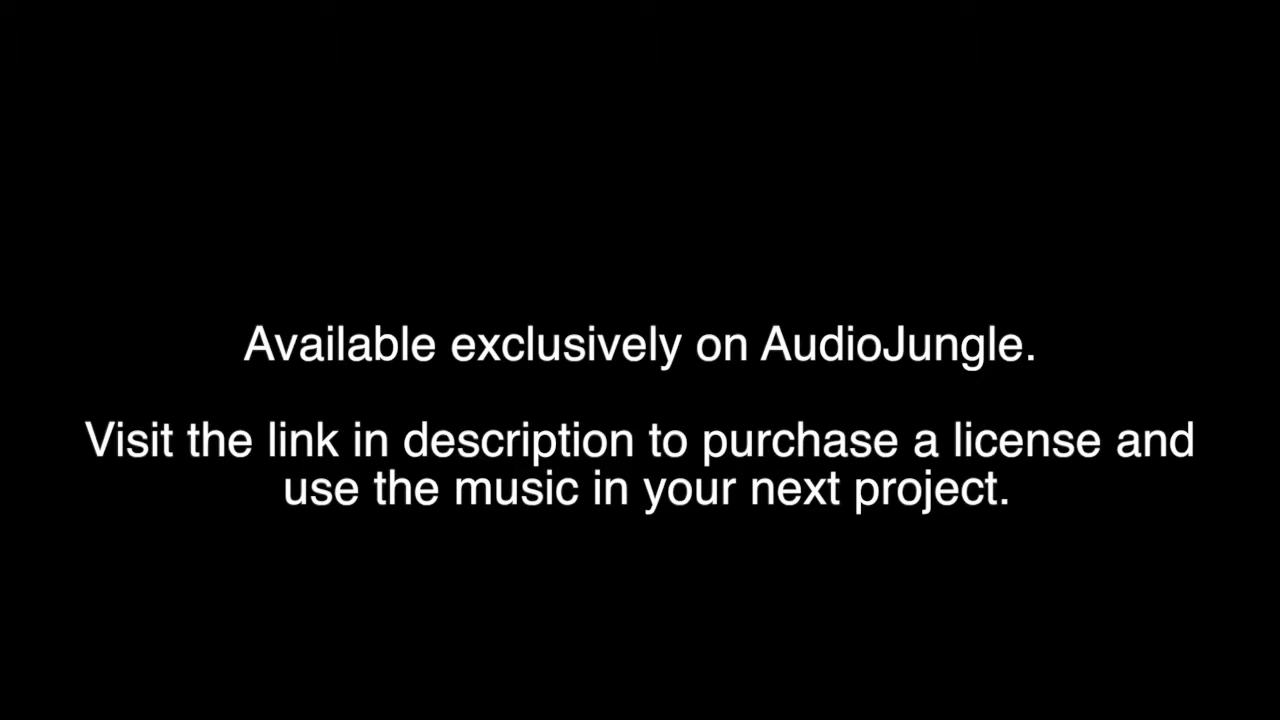 Available exclusively on AudioJungle.
Visit the link in description to purchase a license and
use the music in your next project.